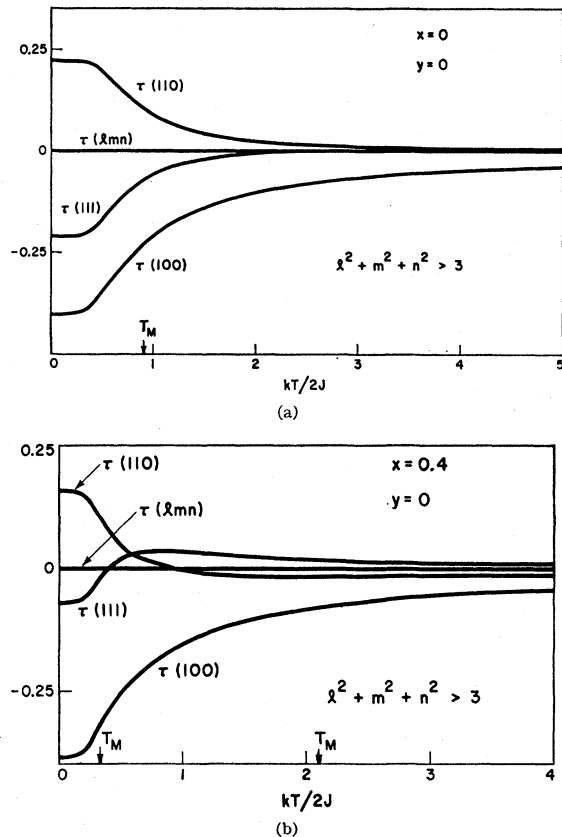 0.25
x=0
y=0
τ (110)
τ (ℓmn)
0
τ (111)
τ (100)
-0.25
ℓ² + m² + n² > 3
T_M
0 1 2 3 4 5
kT/2J
(a)
0.25
τ (110)
x=0.4
τ (ℓmn)
y=0
0
τ (111)
τ (100)
-0.25
ℓ² + m² + n² > 3
T_M T_M
0 1 2 3 4
kT/2J
(b)